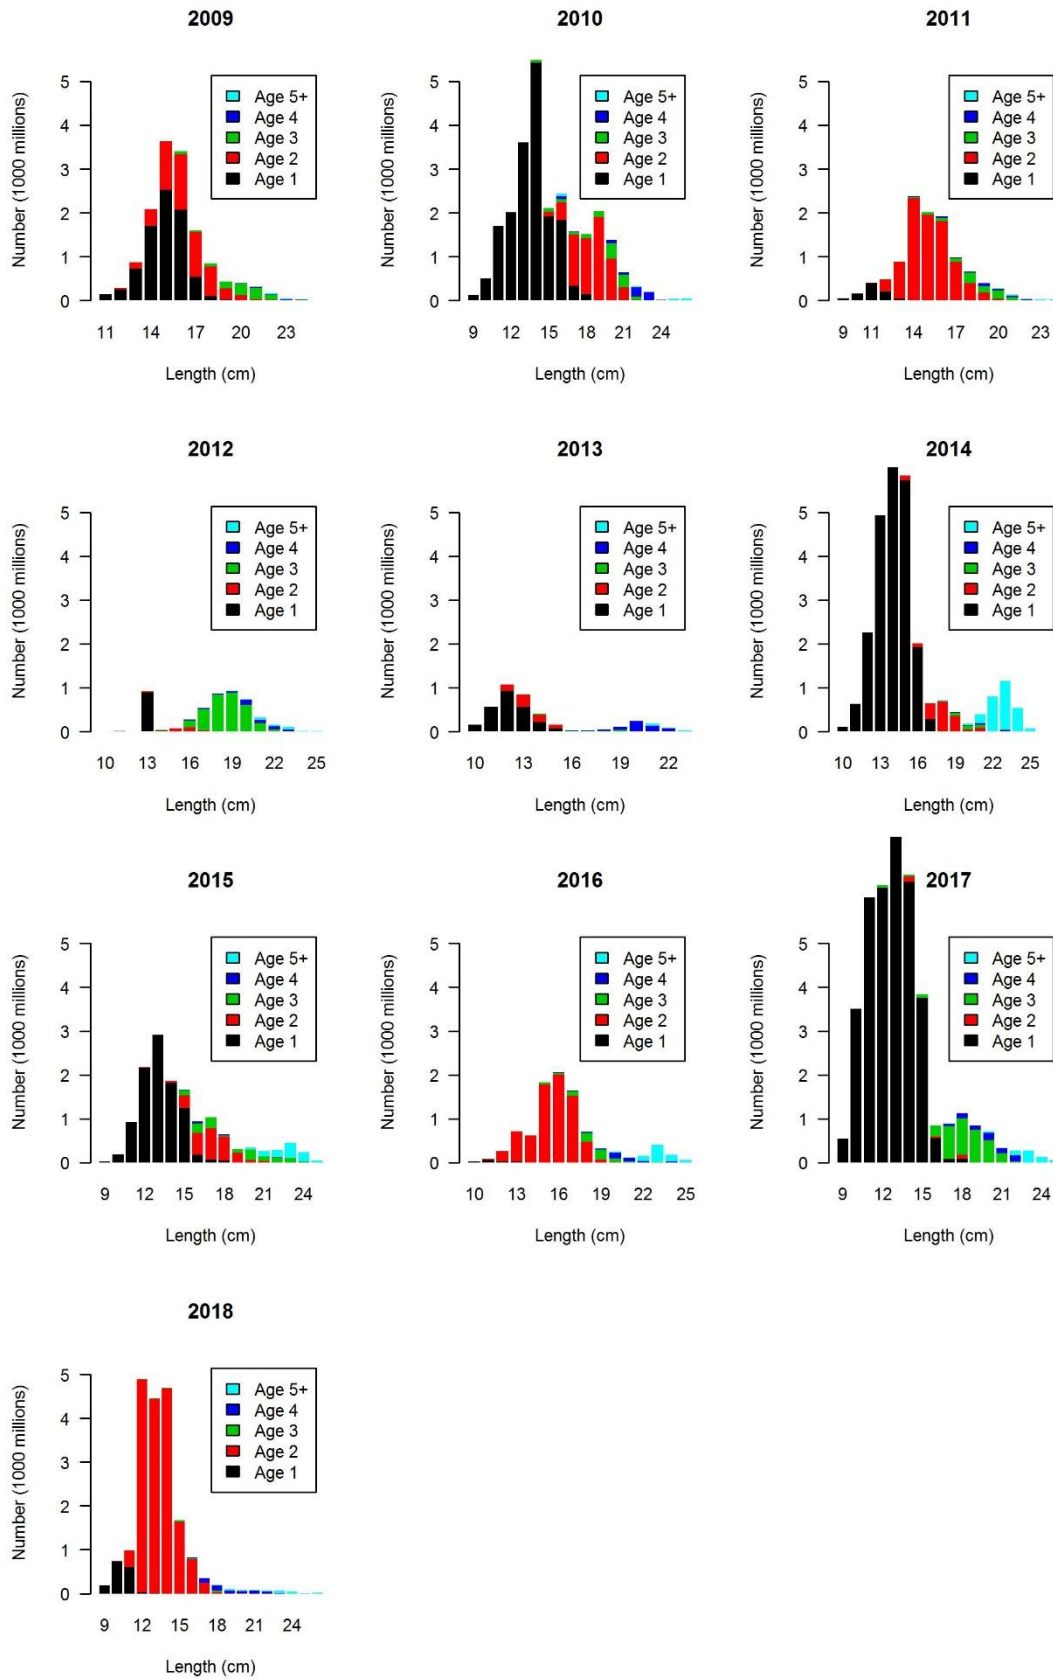 2009
Number (1000 millions)
5
4
3
2
1
0
Age 5+
Age 4
Age 3
Age 2
Age 1
11 14 17 20 23
Length (cm)
2010
Number (1000 millions)
5
4
3
2
1
0
Age 5+
Age 4
Age 3
Age 2
Age 1
9 12 15 18 21 24
Length (cm)
2011
Number (1000 millions)
5
4
3
2
1
0
Age 5+
Age 4
Age 3
Age 2
Age 1
9 11 14 17 20 23
Length (cm)
2012
Number (1000 millions)
5
4
3
2
1
0
Age 5+
Age 4
Age 3
Age 2
Age 1
10 13 16 19 22 25
Length (cm)
2013
Number (1000 millions)
5
4
3
2
1
0
Age 5+
Age 4
Age 3
Age 2
Age 1
10 13 16 19 22
Length (cm)
2014
Number (1000 millions)
5
4
3
2
1
0
Age 5+
Age 4
Age 3
Age 2
Age 1
10 13 16 19 22 25
Length (cm)
2015
Number (1000 millions)
5
4
3
2
1
0
Age 5+
Age 4
Age 3
Age 2
Age 1
9 12 15 18 21 24
Length (cm)
2016
Number (1000 millions)
5
4
3
2
1
0
Age 5+
Age 4
Age 3
Age 2
Age 1
10 13 16 19 22 25
Length (cm)
2017
Number (1000 millions)
5
4
3
2
1
0
Age 5+
Age 4
Age 3
Age 2
Age 1
9 12 15 18 21 24
Length (cm)
2018
Number (1000 millions)
5
4
3
2
1
0
Age 5+
Age 4
Age 3
Age 2
Age 1
9 12 15 18 21 24
Length (cm)